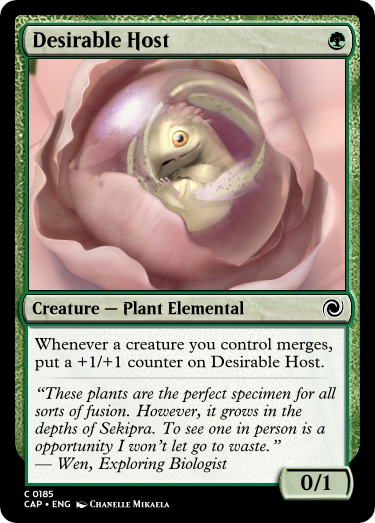 Desirable Host
Creature — Plant Elemental
Whenever a creature you control merges,
put a +1/+1 counter on Desirable Host.
“These plants are the perfect specimen for all
sorts of fusion. However, it grows in the
depths of Sekipra. To see one in person is a
opportunity I won’t let go to waste.”
— Wen, Exploring Biologist
0/1
C 0185
CAP • ENG Chanelle Mikaela